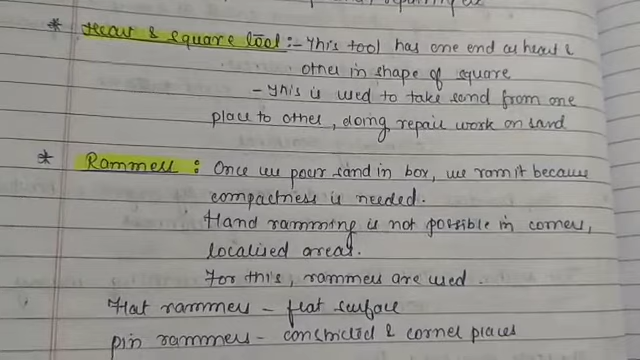 * Heart & square tool :- This tool has one end as heart &
other in shape of square
- This is used to take sand from one
place to other, doing repair work on sand
* Rammers : Once we pour sand in box, we ram it because
compactness is needed.
Hand ramming is not possible in corners,
localised areas.
For this, rammers are used.
Flat rammers - flat surface
pin rammers - constricted & corner places